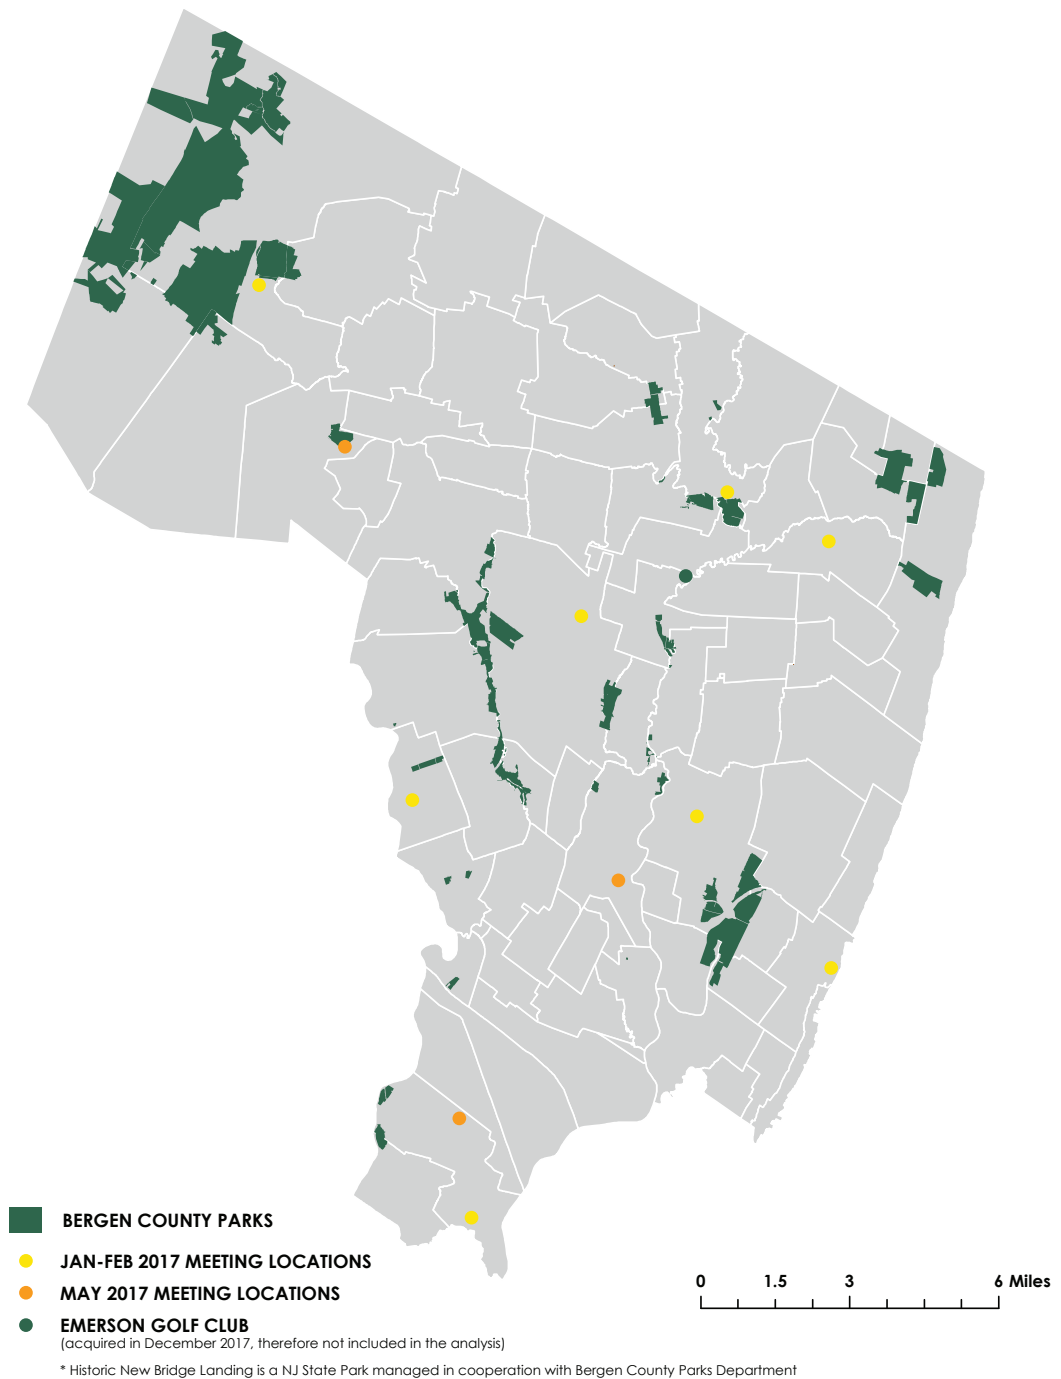 BERGEN COUNTY PARKS
JAN-FEB 2017 MEETING LOCATIONS
MAY 2017 MEETING LOCATIONS
EMERSON GOLF CLUB
(acquired in December 2017, therefore not included in the analysis)
* Historic New Bridge Landing is a NJ State Park managed in cooperation with Bergen County Parks Department
0 1.5 3 6 Miles